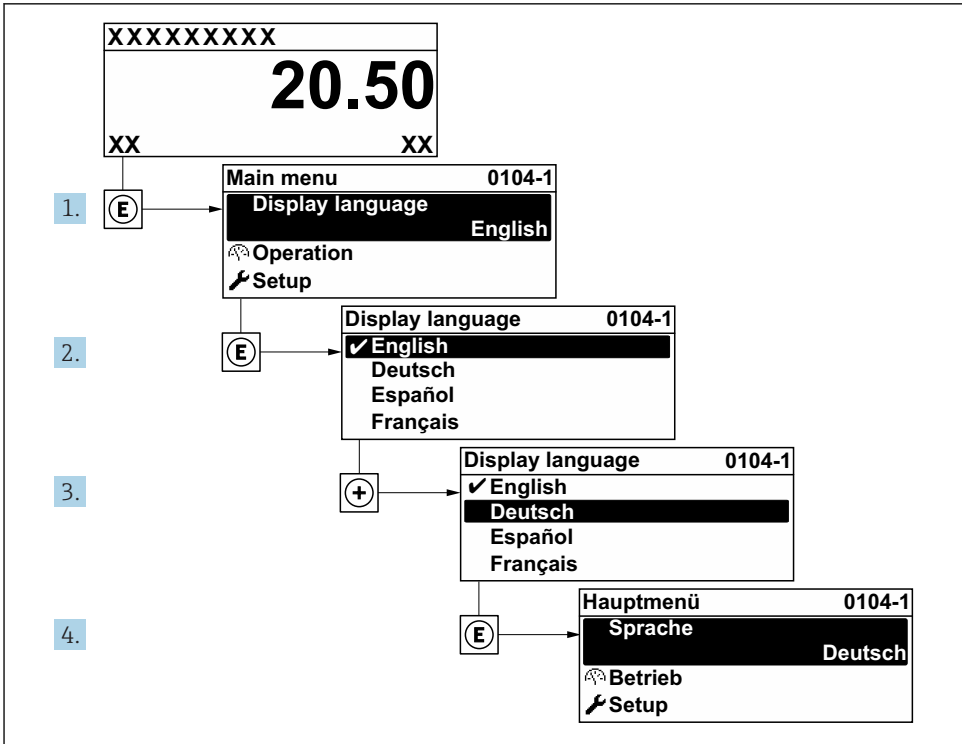 XXXXXXXXX
20.50
XX XX
1.
E
Main menu 0104-1
Display language
English
Operation
Setup
2.
E
Display language 0104-1
✔ English
Deutsch
Español
Français
3.
+
Display language 0104-1
✔ English
Deutsch
Español
Français
4.
E
Hauptmenü 0104-1
Sprache
Deutsch
Betrieb
Setup